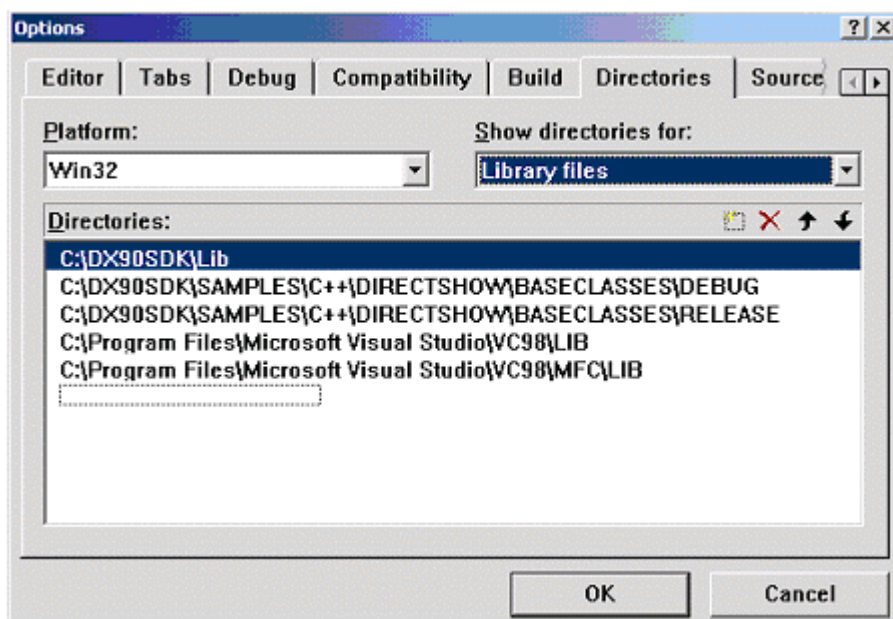 Options
Editor Tabs Debug Compatibility Build Directories Source
Platform: Show directories for:
Win32 Library files
Directories:
C:\DX90SDK\Lib
C:\DX90SDK\SAMPLES\C++\DIRECTSHOW\BASECLASSES\DEBUG
C:\DX90SDK\SAMPLES\C++\DIRECTSHOW\BASECLASSES\RELEASE
C:\Program Files\Microsoft Visual Studio\VC98\LIB
C:\Program Files\Microsoft Visual Studio\VC98\MFC\LIB
OK Cancel